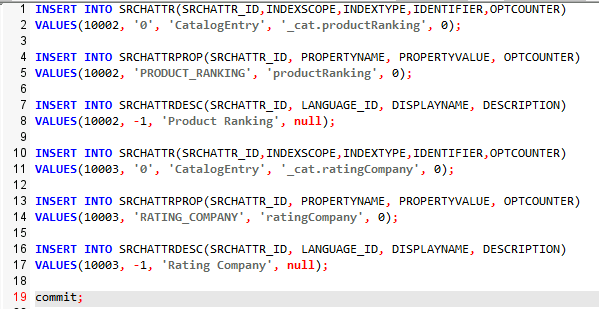 1 INSERT INTO SRCHATTR(SRCHATTR_ID,INDEXSCOPE,INDEXTYPE,IDENTIFIER,OPTCOUNTER)
2 VALUES(10002, '0', 'CatalogEntry', '_cat.productRanking', 0);
3
4 INSERT INTO SRCHATTRPROP(SRCHATTR_ID, PROPERTYNAME, PROPERTYVALUE, OPTCOUNTER)
5 VALUES(10002, 'PRODUCT_RANKING', 'productRanking', 0);
6
7 INSERT INTO SRCHATTRDESC(SRCHATTR_ID, LANGUAGE_ID, DISPLAYNAME, DESCRIPTION)
8 VALUES(10002, -1, 'Product Ranking', null);
9
10 INSERT INTO SRCHATTR(SRCHATTR_ID,INDEXSCOPE,INDEXTYPE,IDENTIFIER,OPTCOUNTER)
11 VALUES(10003, '0', 'CatalogEntry', '_cat.ratingCompany', 0);
12
13 INSERT INTO SRCHATTRPROP(SRCHATTR_ID, PROPERTYNAME, PROPERTYVALUE, OPTCOUNTER)
14 VALUES(10003, 'RATING_COMPANY', 'ratingCompany', 0);
15
16 INSERT INTO SRCHATTRDESC(SRCHATTR_ID, LANGUAGE_ID, DISPLAYNAME, DESCRIPTION)
17 VALUES(10003, -1, 'Rating Company', null);
18
19 commit;